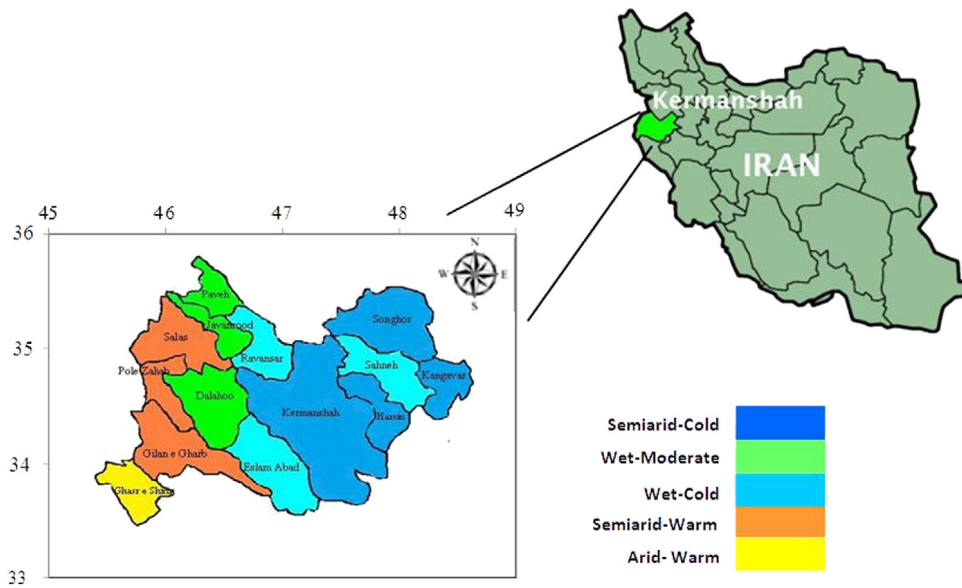 Kermanshah
IRAN
45 46 47 48 49
36
35
34
33
N
W E
S
Paveh
Javanrood
Salas
Ravansar
Songhor
Sahneh
Kangavar
Pole Zahab
Dalahoo
Kermanshah
Harsin
Gilan e Gharb
Eslam Abad
Ghasr e Shirin
Semiarid-Cold
Wet-Moderate
Wet-Cold
Semiarid-Warm
Arid- Warm